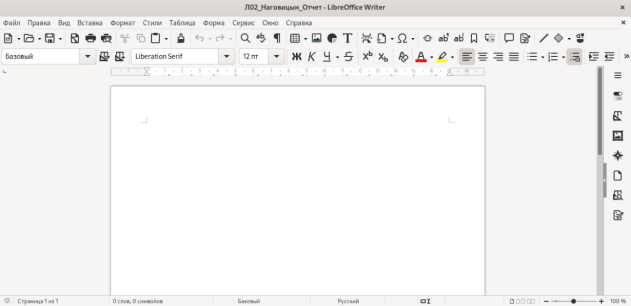 Л02_Наговицын_Отчет - LibreOffice Writer
Файл Правка Вид Вставка Формат Стили Таблица Форма Сервис Окно Справка
Базовый Liberation Serif 12 пт Ж К Ч S
Страница 1 из 1 0 слов, 0 символов Базовый Русский 100 %